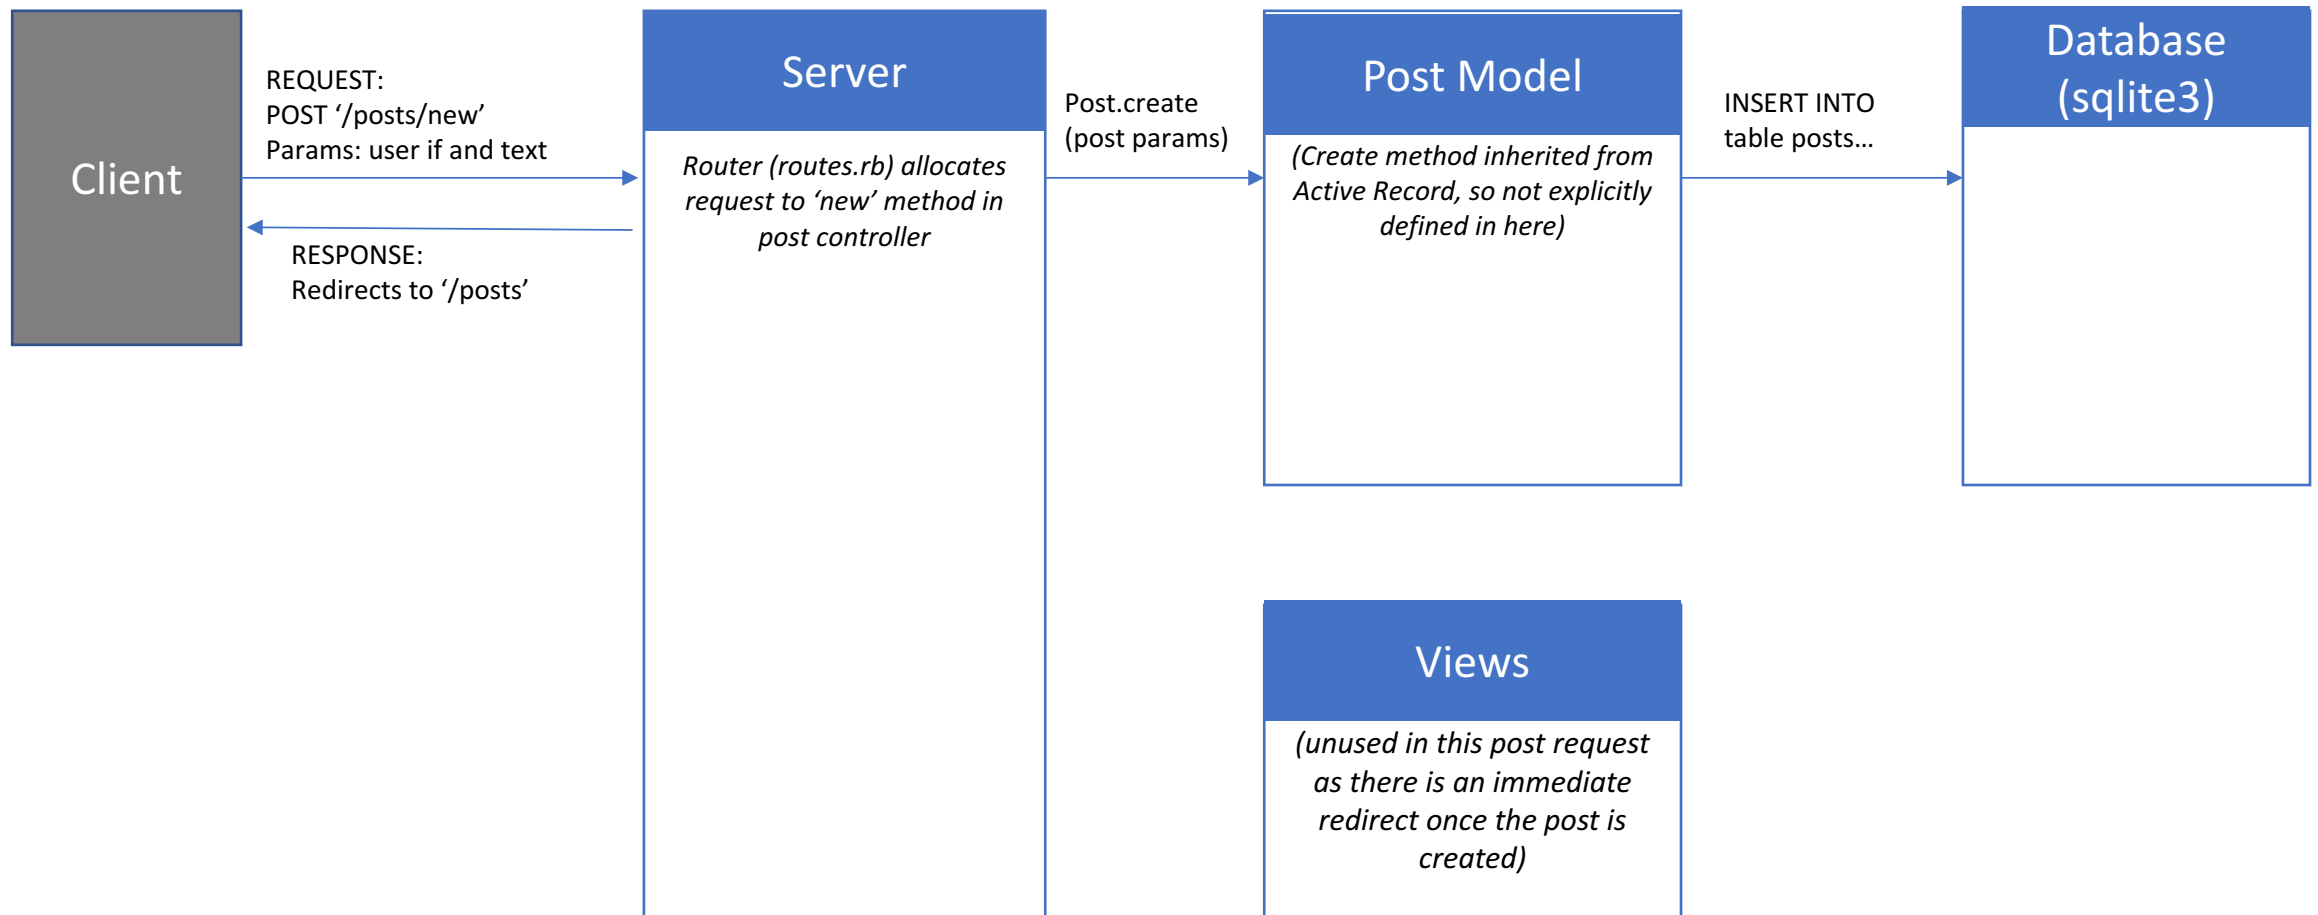 Client
REQUEST:
POST ‘/posts/new’
Params: user if and text
RESPONSE:
Redirects to ‘/posts’
Server
Router (routes.rb) allocates
request to ‘new’ method in
post controller
Post.create
(post params)
Post Model
(Create method inherited from
Active Record, so not explicitly
defined in here)
INSERT INTO
table posts…
Database
(sqlite3)
Views
(unused in this post request
as there is an immediate
redirect once the post is
created)